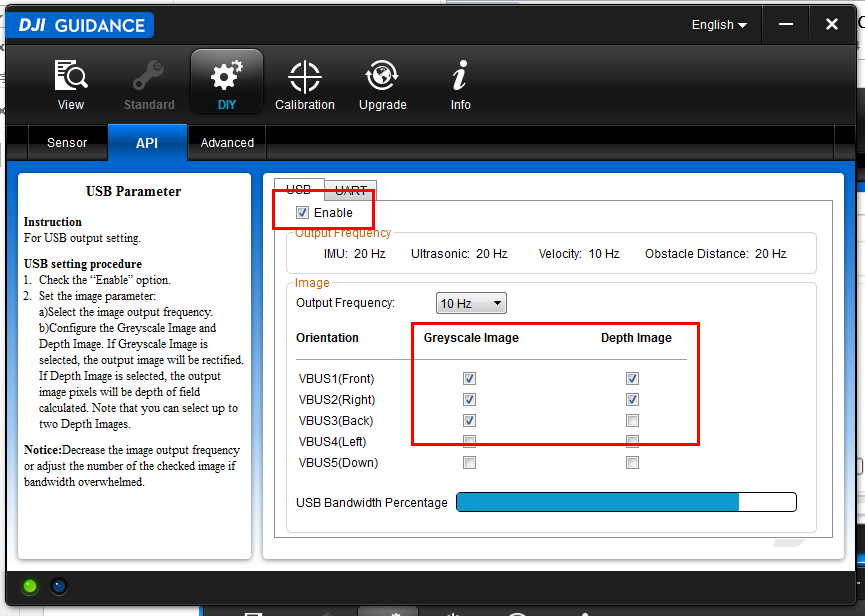 DJI GUIDANCE
English
View
Standard
DIY
Calibration
Upgrade
Info
Sensor
API
Advanced
USB Parameter
Instruction
For USB output setting.
USB setting procedure
1. Check the “Enable” option.
2. Set the image parameter:
a)Select the image output frequency.
b)Configure the Greyscale Image and
Depth Image. If Greyscale Image is
selected, the output image will be rectified.
If Depth Image is selected, the output
image pixels will be depth of field
calculated. Note that you can select up to
two Depth Images.
Notice:Decrease the image output frequency
or adjust the number of the checked image if
bandwidth overwhelmed.
USB UART
Enable
Output Frequency
IMU: 20 Hz Ultrasonic: 20 Hz Velocity: 10 Hz Obstacle Distance: 20 Hz
Image
Output Frequency: 10 Hz
Orientation Greyscale Image Depth Image
VBUS1(Front)
VBUS2(Right)
VBUS3(Back)
VBUS4(Left)
VBUS5(Down)
USB Bandwidth Percentage